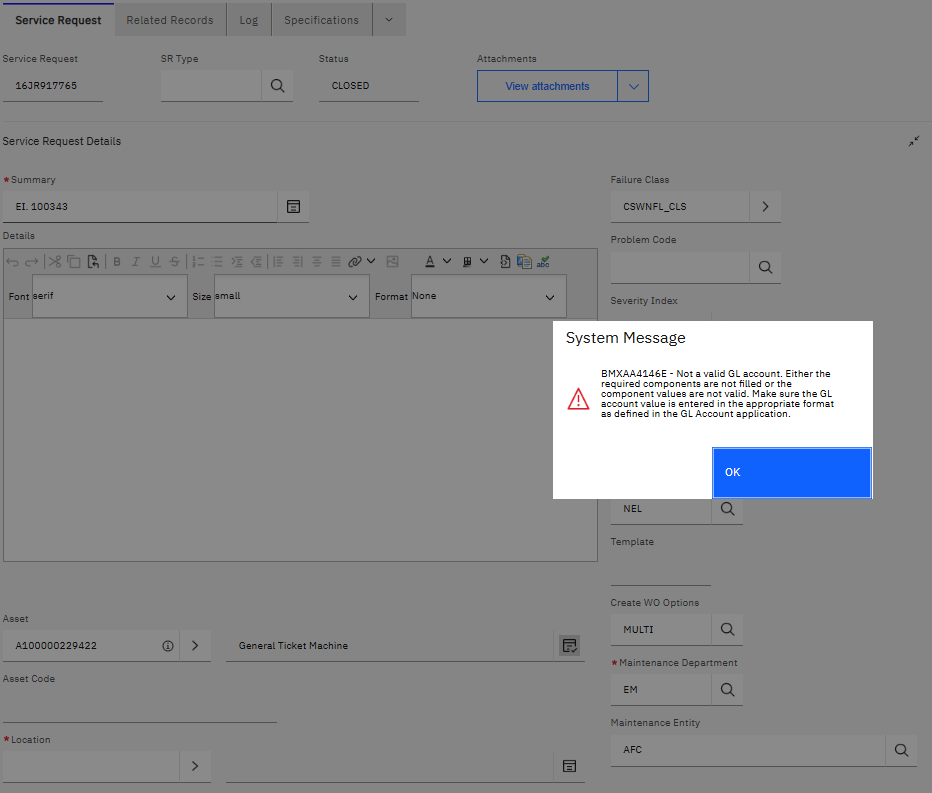 Service Request
Related Records
Log
Specifications
Service Request
SR Type
Status
Attachments
16JR917765
CLOSED
View attachments
Service Request Details
*Summary
Failure Class
EI. 100343
CSWNFL_CLS
Details
Problem Code
B I U S
A
abc
Font serif
Size small
Format None
Severity Index
System Message
BMXAA4146E - Not a valid GL account. Either the
required components are not filled or the
component values are not valid. Make sure the GL
account value is entered in the appropriate format
as defined in the GL Account application.
OK
NEL
Template
Create WO Options
MULTI
Asset
A100000229422
General Ticket Machine
*Maintenance Department
EM
Asset Code
Maintenance Entity
AFC
*Location